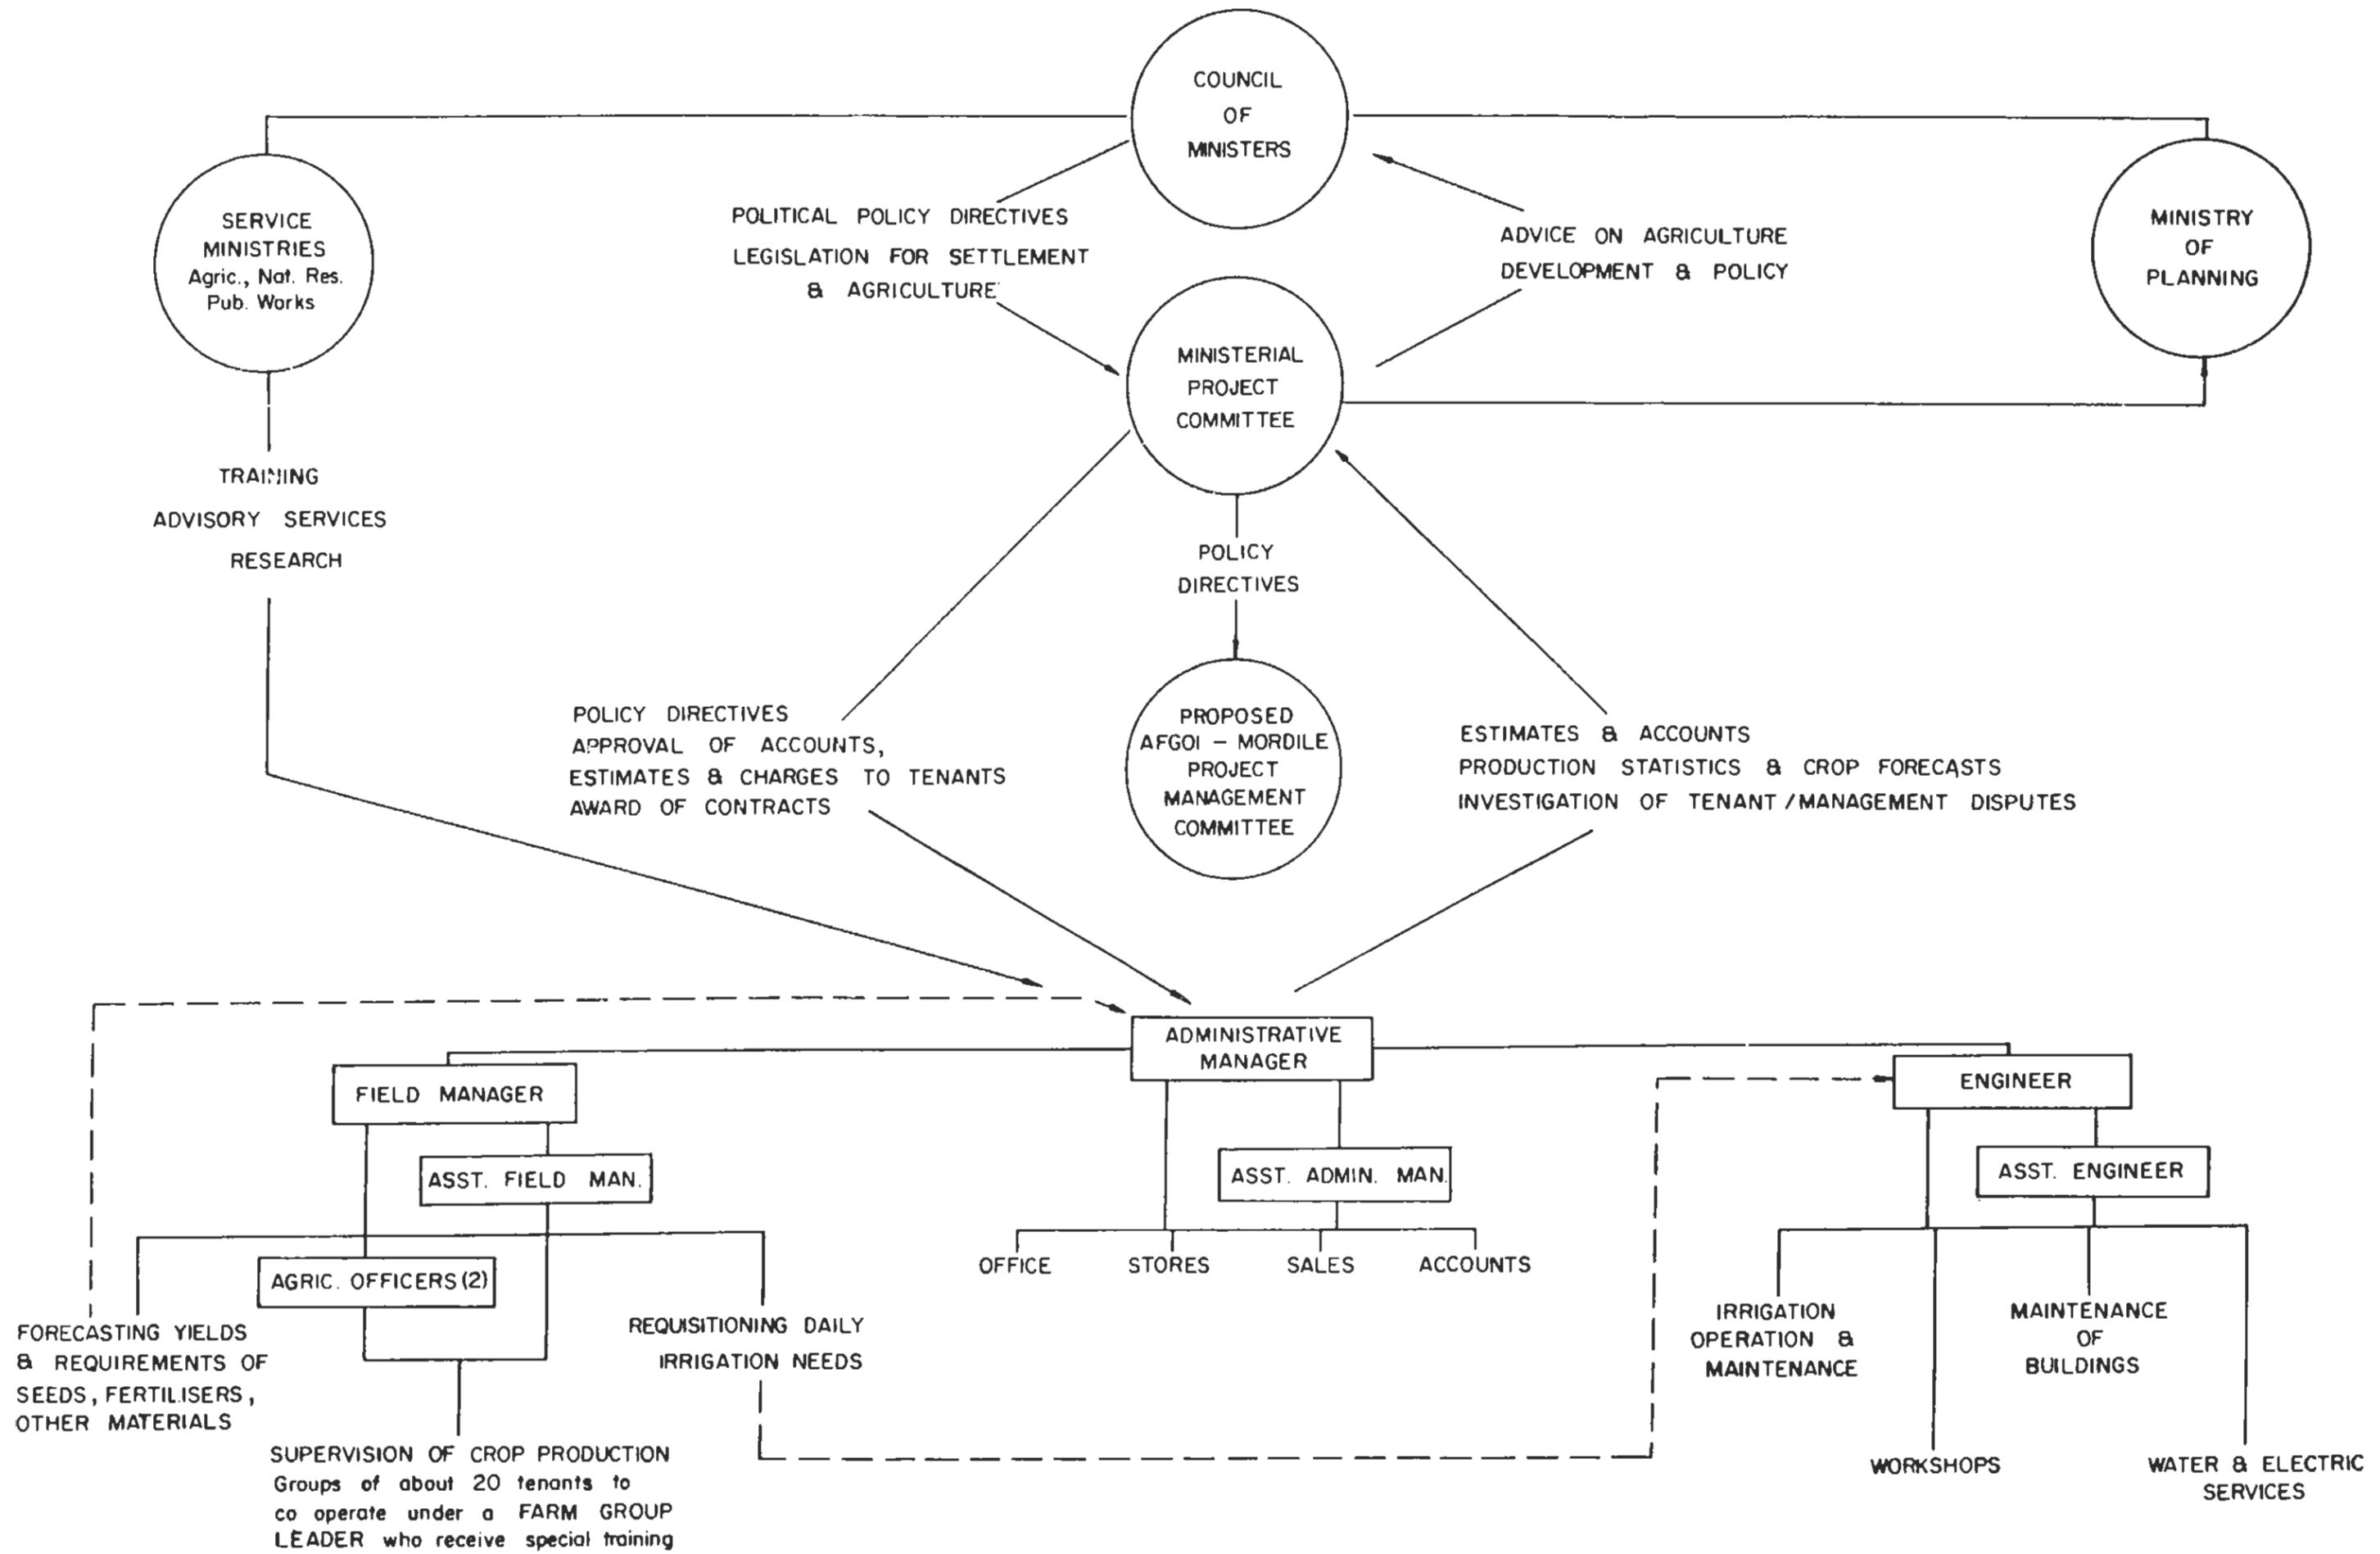 COUNCIL
OF
MINISTERS
SERVICE
MINISTRIES
Agric., Nat. Res.
Pub. Works
POLITICAL POLICY DIRECTIVES
LEGISLATION FOR SETTLEMENT
& AGRICULTURE
ADVICE ON AGRICULTURE
DEVELOPMENT & POLICY
MINISTRY
OF
PLANNING
MINISTERIAL
PROJECT
COMMITTEE
TRAINING
ADVISORY SERVICES
RESEARCH
POLICY
DIRECTIVES
POLICY DIRECTIVES
APPROVAL OF ACCOUNTS,
ESTIMATES & CHARGES TO TENANTS
AWARD OF CONTRACTS
PROPOSED
AFGOI - MORDILE
PROJECT
MANAGEMENT
COMMITTEE
ESTIMATES & ACCOUNTS
PRODUCTION STATISTICS & CROP FORECASTS
INVESTIGATION OF TENANT / MANAGEMENT DISPUTES
ADMINISTRATIVE
MANAGER
FIELD MANAGER
ENGINEER
ASST. FIELD MAN.
ASST. ADMIN. MAN.
ASST. ENGINEER
AGRIC. OFFICERS (2)
OFFICE
STORES
SALES
ACCOUNTS
FORECASTING YIELDS
& REQUIREMENTS OF
SEEDS, FERTILISERS,
OTHER MATERIALS
REQUISITIONING DAILY
IRRIGATION NEEDS
IRRIGATION
OPERATION &
MAINTENANCE
MAINTENANCE
OF
BUILDINGS
SUPERVISION OF CROP PRODUCTION
Groups of about 20 tenants to
co operate under a FARM GROUP
LEADER who receive special training
WORKSHOPS
WATER & ELECTRIC
SERVICES